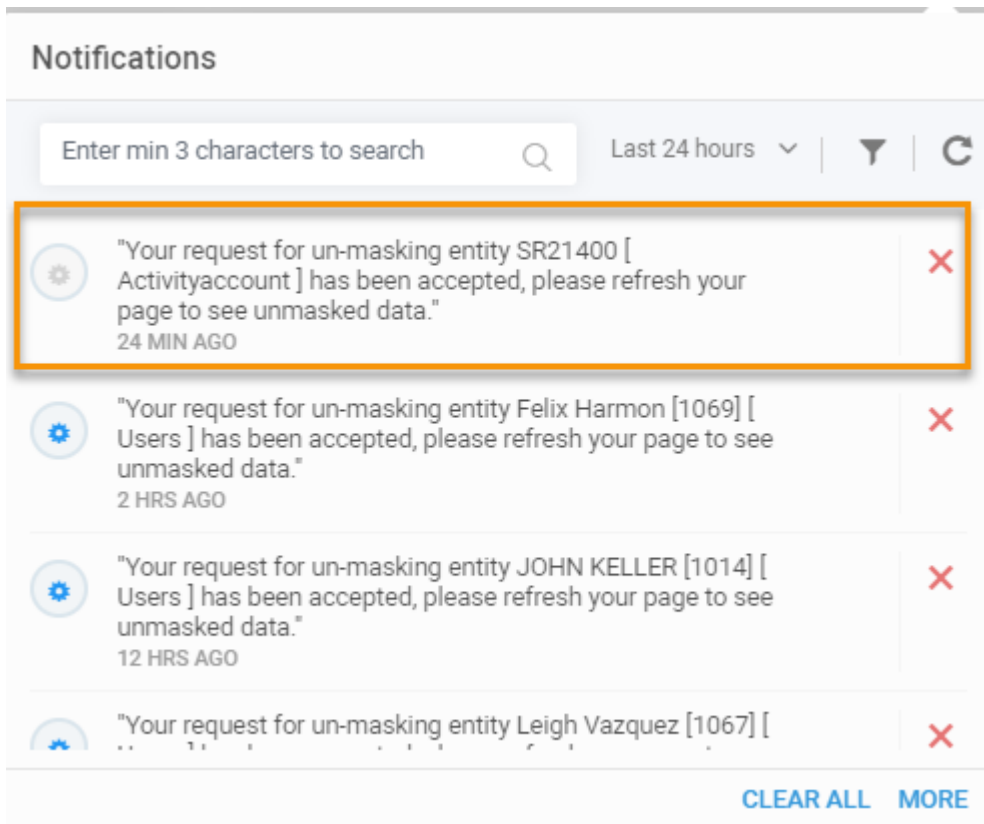 Notifications
Enter min 3 characters to search
Last 24 hours
"Your request for un-masking entity SR21400 [
Activityaccount ] has been accepted, please refresh your
page to see unmasked data."
24 MIN AGO
"Your request for un-masking entity Felix Harmon [1069] [
Users ] has been accepted, please refresh your page to see
unmasked data."
2 HRS AGO
"Your request for un-masking entity JOHN KELLER [1014] [
Users ] has been accepted, please refresh your page to see
unmasked data."
12 HRS AGO
"Your request for un-masking entity Leigh Vazquez [1067] [
CLEAR ALL MORE